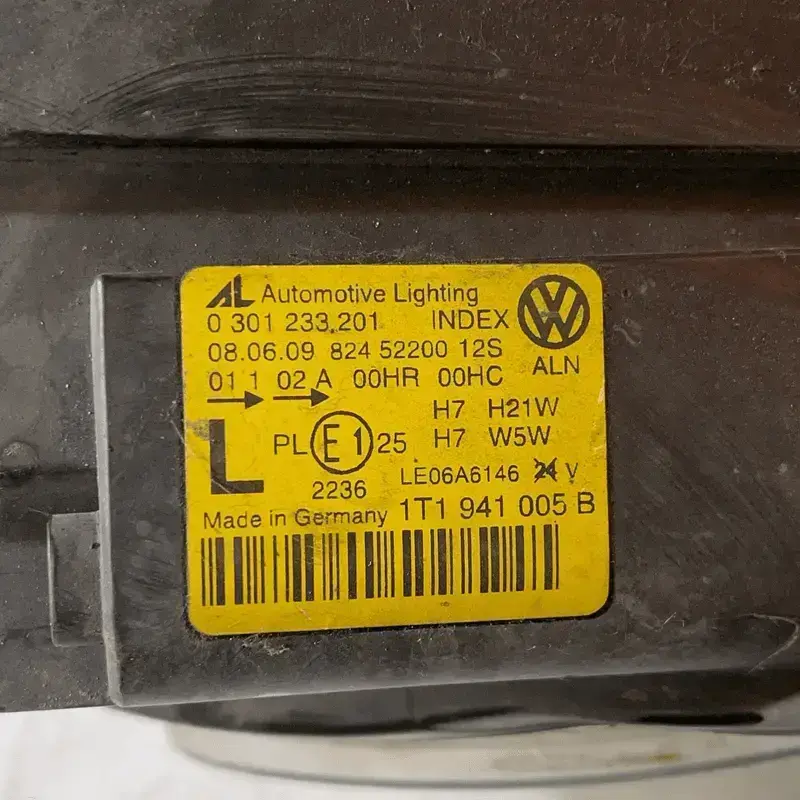 AL Automotive Lighting
0 301 233.201 INDEX
08.06.09 824 52200 12S
ALN
01 1 02 A 00HR 00HC
H7 H21W
L PL E1 25 H7 W5W
2236 LE06A6146 24 V
Made in Germany 1T1 941 005 B